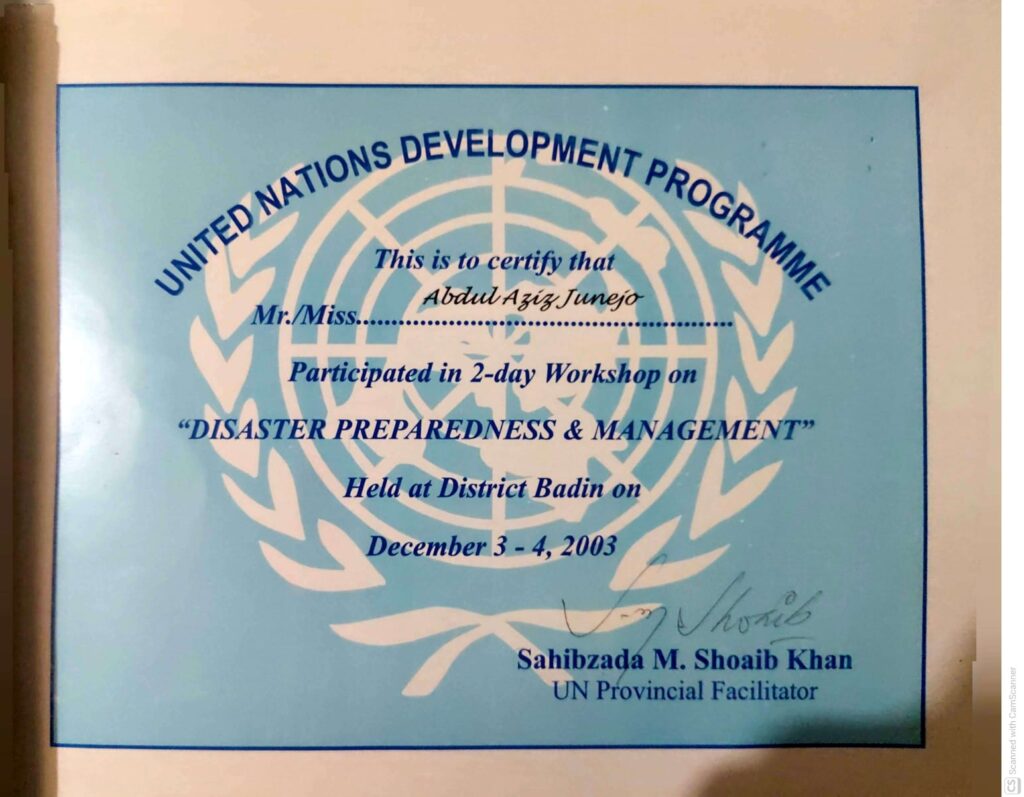 UNITED NATIONS DEVELOPMENT PROGRAMME
This is to certify that
Abdul Aziz Junejo
Mr./Miss.....................................................................
Participated in 2-day Workshop on
“DISASTER PREPAREDNESS & MANAGEMENT”
Held at District Badin on
December 3 - 4, 2003
Shoaib
Sahibzada M. Shoaib Khan
UN Provincial Facilitator
CS Scanned with CamScanner